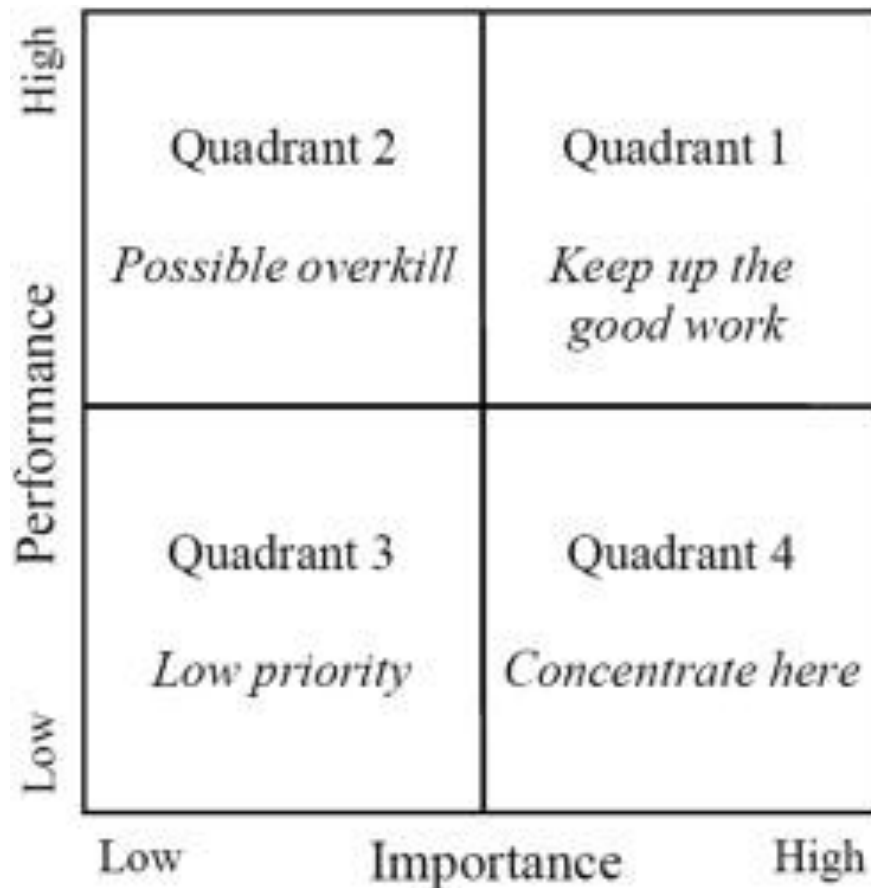 High
Quadrant 2
Quadrant 1
Possible overkill
Keep up the
good work
Performance
Quadrant 3
Quadrant 4
Low priority
Concentrate here
Low
Low
Importance
High